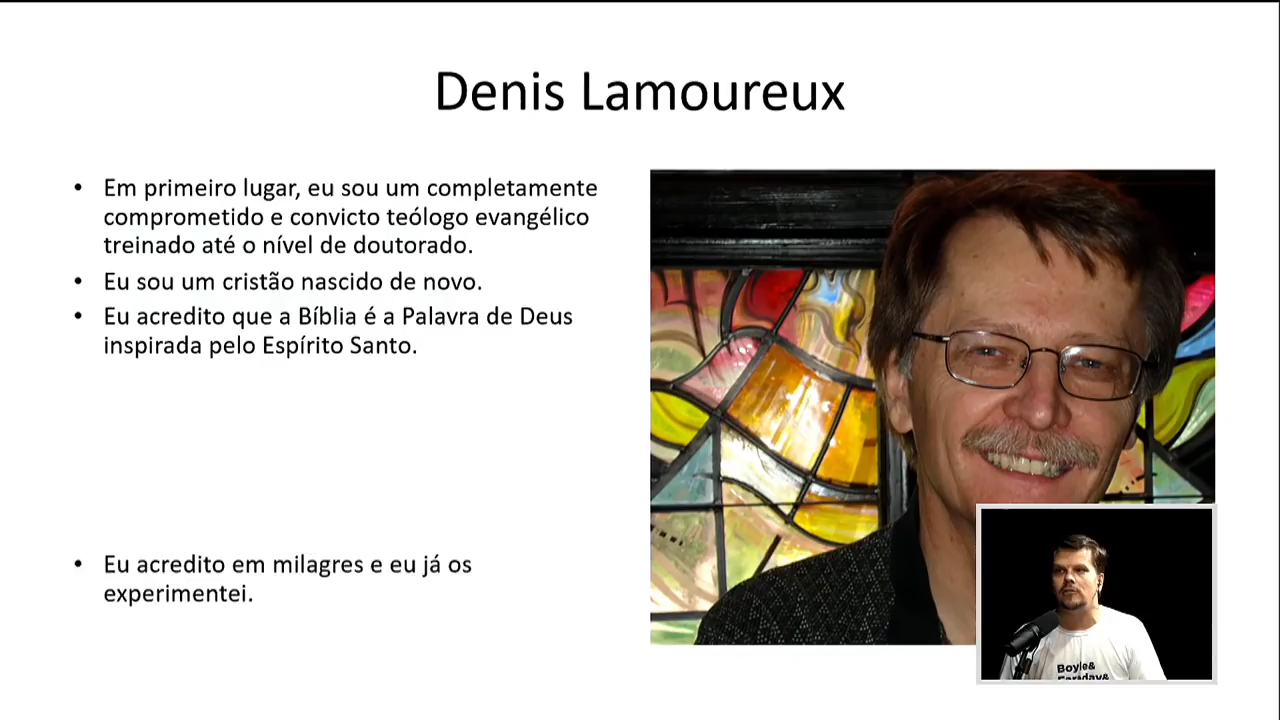 Denis Lamoureux
• Em primeiro lugar, eu sou um completamente
comprometido e convicto teólogo evangélico
treinado até o nível de doutorado.
• Eu sou um cristão nascido de novo.
• Eu acredito que a Bíblia é a Palavra de Deus
inspirada pelo Espírito Santo.
• Eu acredito em milagres e eu já os
experimentei.
Boyle&
Faraday&